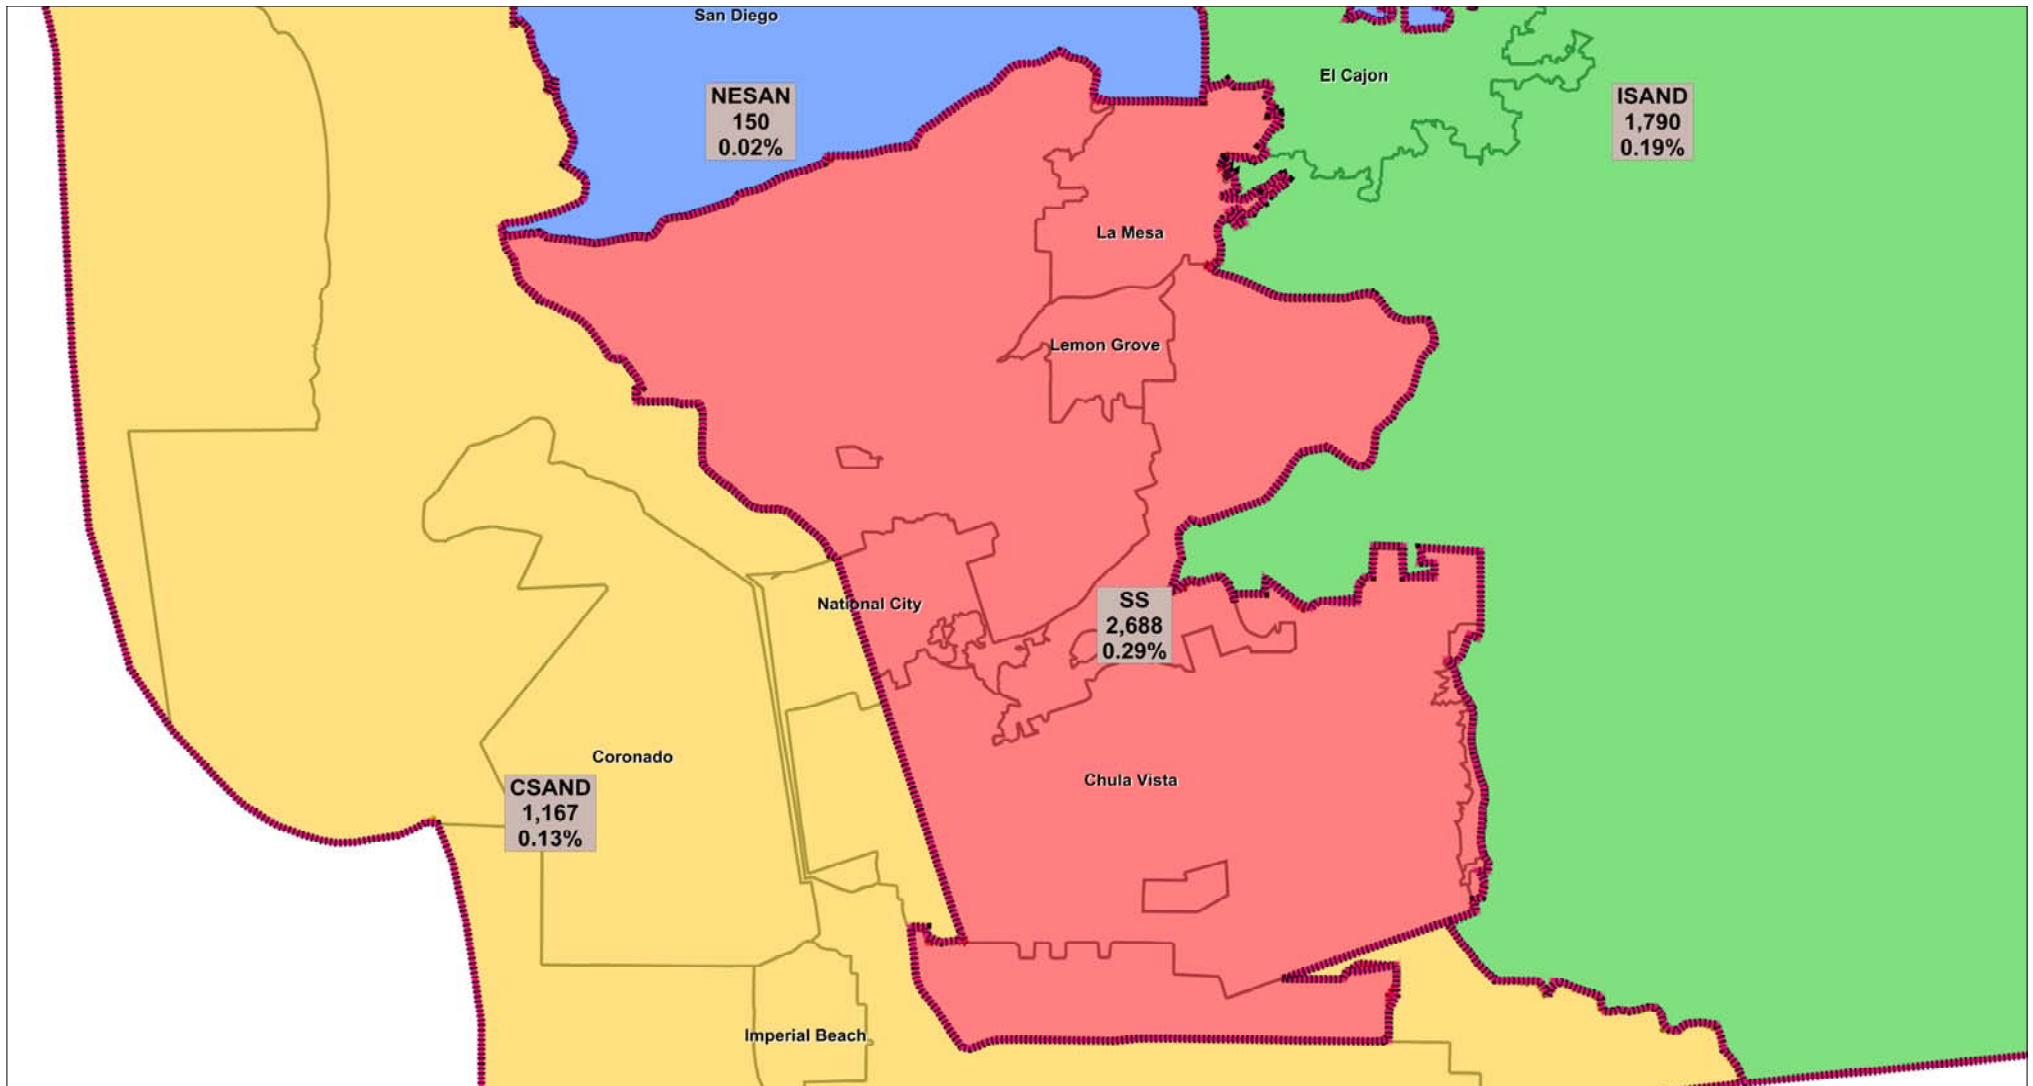 San Diego
El Cajon
NESAN
150
0.02%
ISAND
1,790
0.19%
La Mesa
Lemon Grove
National City
SS
2,688
0.29%
Coronado
CSAND
1,167
0.13%
Chula Vista
Imperial Beach